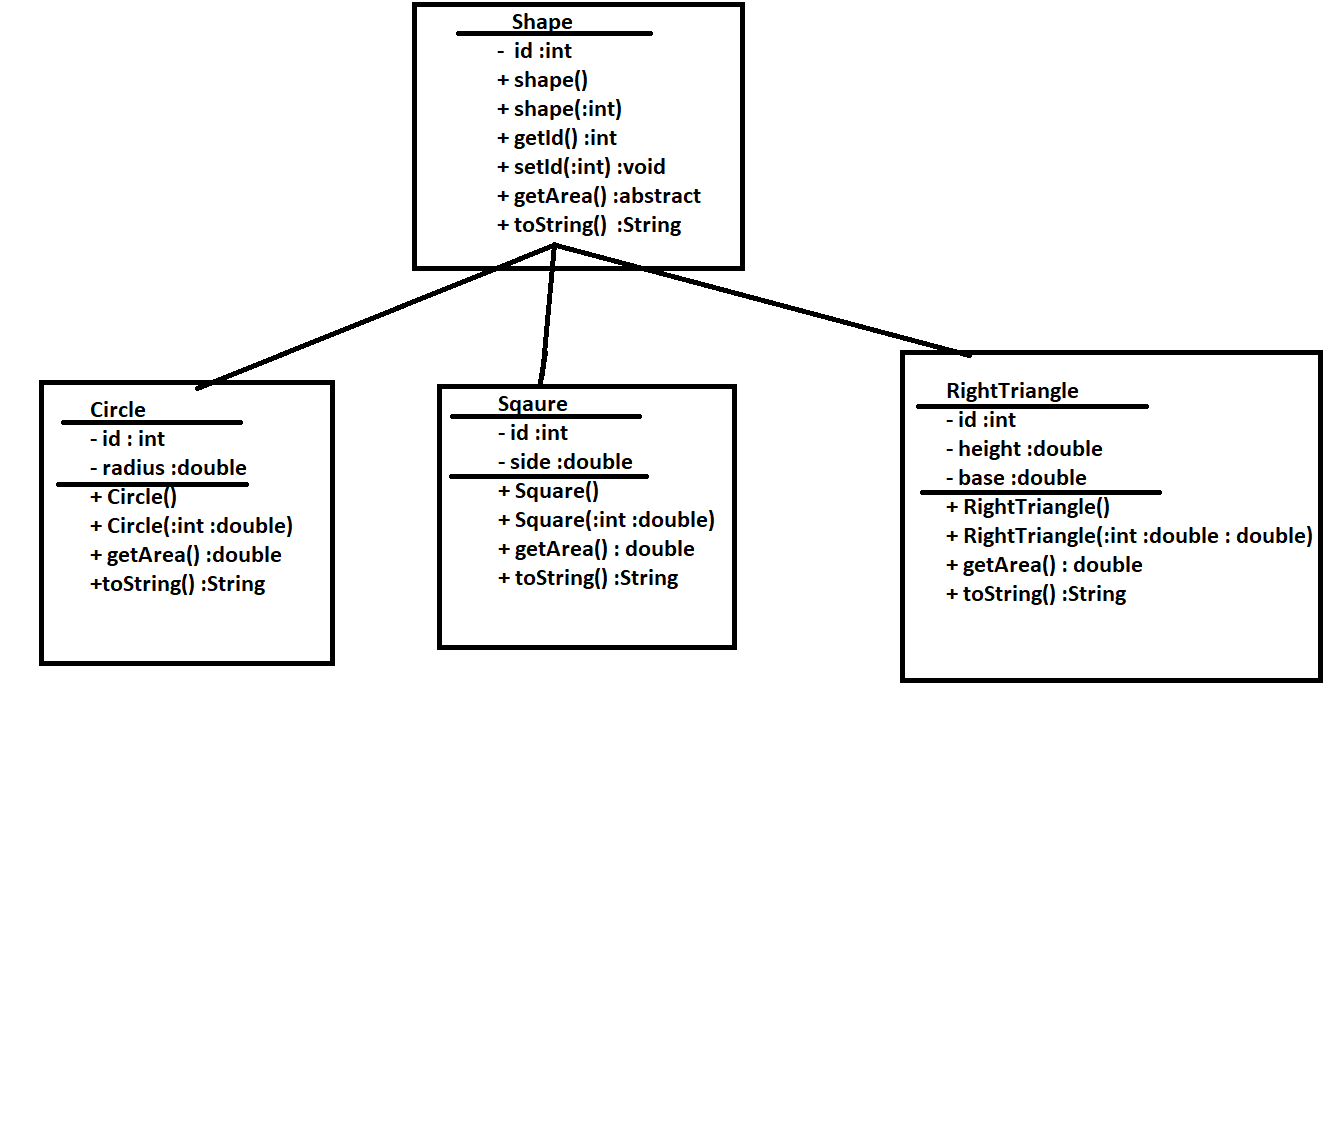 Shape
- id :int
+ shape()
+ shape(:int)
+ getId() :int
+ setId(:int) :void
+ getArea() :abstract
+ toString() :String
Circle
- id : int
- radius :double
+ Circle()
+ Circle(:int :double)
+ getArea() :double
+toString() :String
Sqaure
- id :int
- side :double
+ Square()
+ Square(:int :double)
+ getArea() : double
+ toString() :String
RightTriangle
- id :int
- height :double
- base :double
+ RightTriangle()
+ RightTriangle(:int :double : double)
+ getArea() : double
+ toString() :String